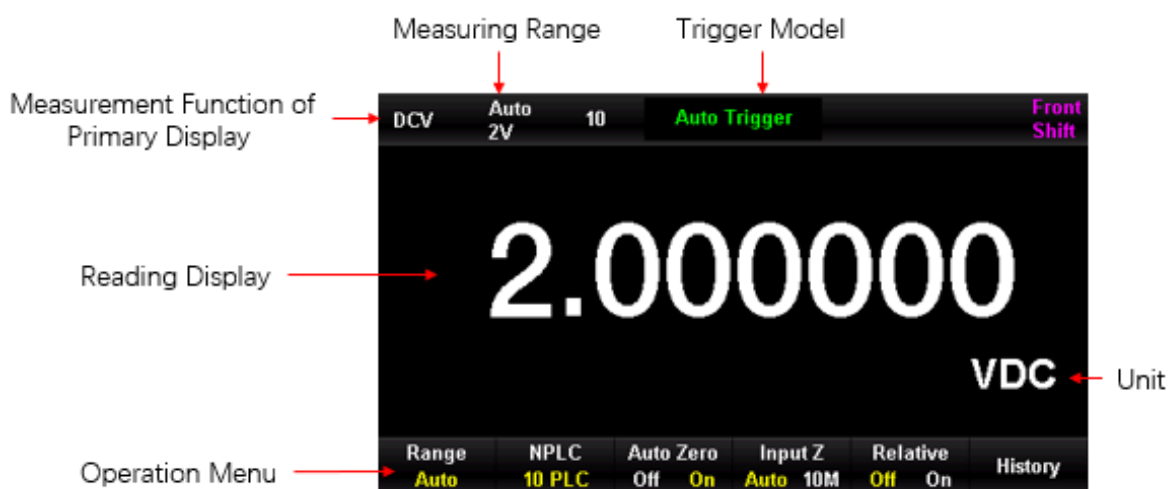 Measuring Range
Trigger Model
Measurement Function of
Primary Display
DCV
Auto
2V
10
Auto Trigger
Front
Shift
Reading Display
2.000000
VDC
Unit
Operation Menu
Range
Auto
NPLC
10 PLC
Auto Zero
Off On
Input Z
Auto 10M
Relative
Off On
History